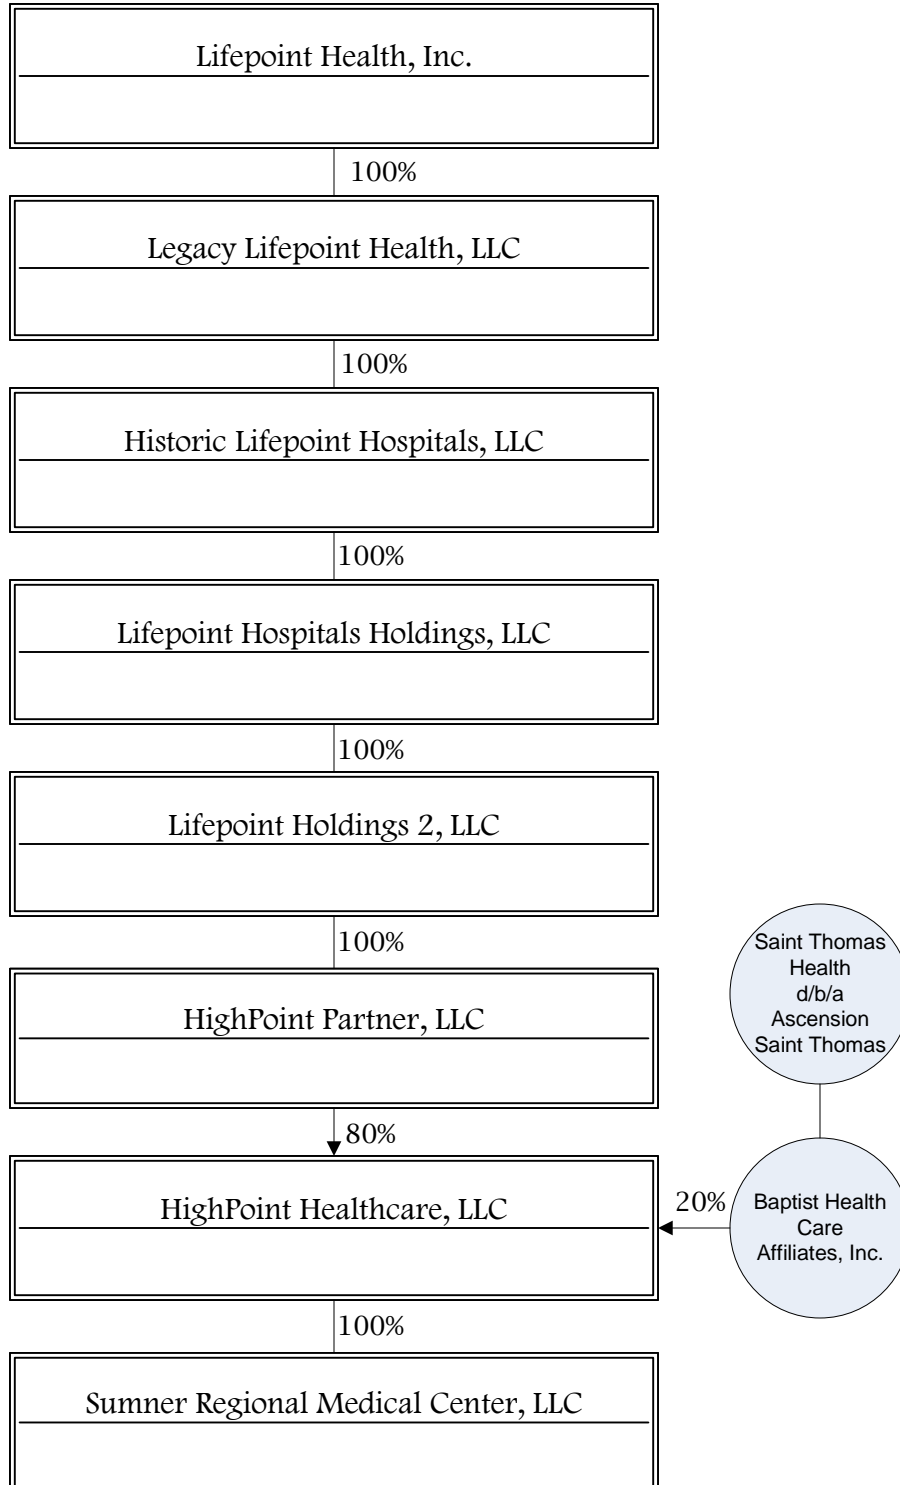 Lifepoint Health, Inc.
100%
Legacy Lifepoint Health, LLC
100%
Historic Lifepoint Hospitals, LLC
100%
Lifepoint Hospitals Holdings, LLC
100%
Lifepoint Holdings 2, LLC
100%
Saint Thomas
Health
d/b/a
Ascension
Saint Thomas
HighPoint Partner, LLC
80%
HighPoint Healthcare, LLC
20%
Baptist Health
Care
Affiliates, Inc.
100%
Sumner Regional Medical Center, LLC